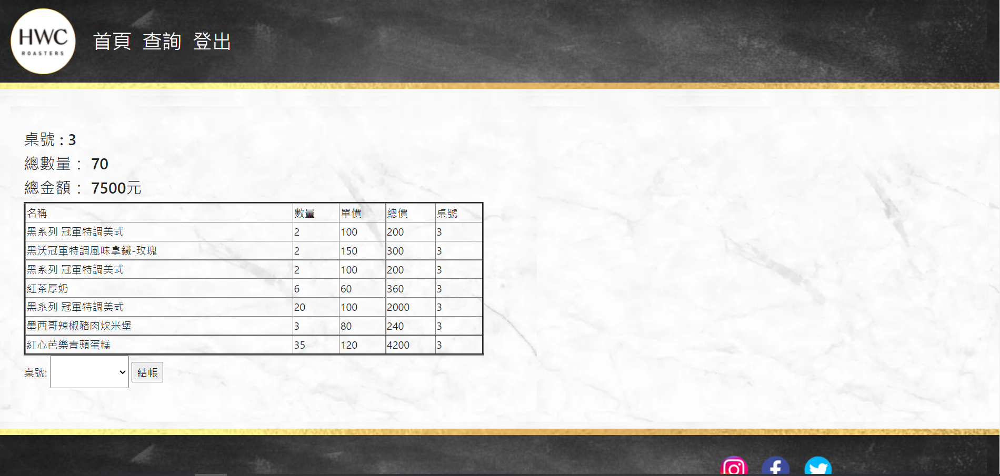 HWC
ROASTERS
首頁 查詢 登出
桌號 : 3
總數量： 70
總金額： 7500元
名稱 數量 單價 總價 桌號
黑系列 冠軍特調美式 2 100 200 3
黑沃冠軍特調風味拿鐵-玫瑰 2 150 300 3
黑系列 冠軍特調美式 2 100 200 3
紅茶厚奶 6 60 360 3
黑系列 冠軍特調美式 20 100 2000 3
墨西哥辣椒豬肉炊米堡 3 80 240 3
紅心芭樂青蘋蛋糕 35 120 4200 3
桌號: 結帳